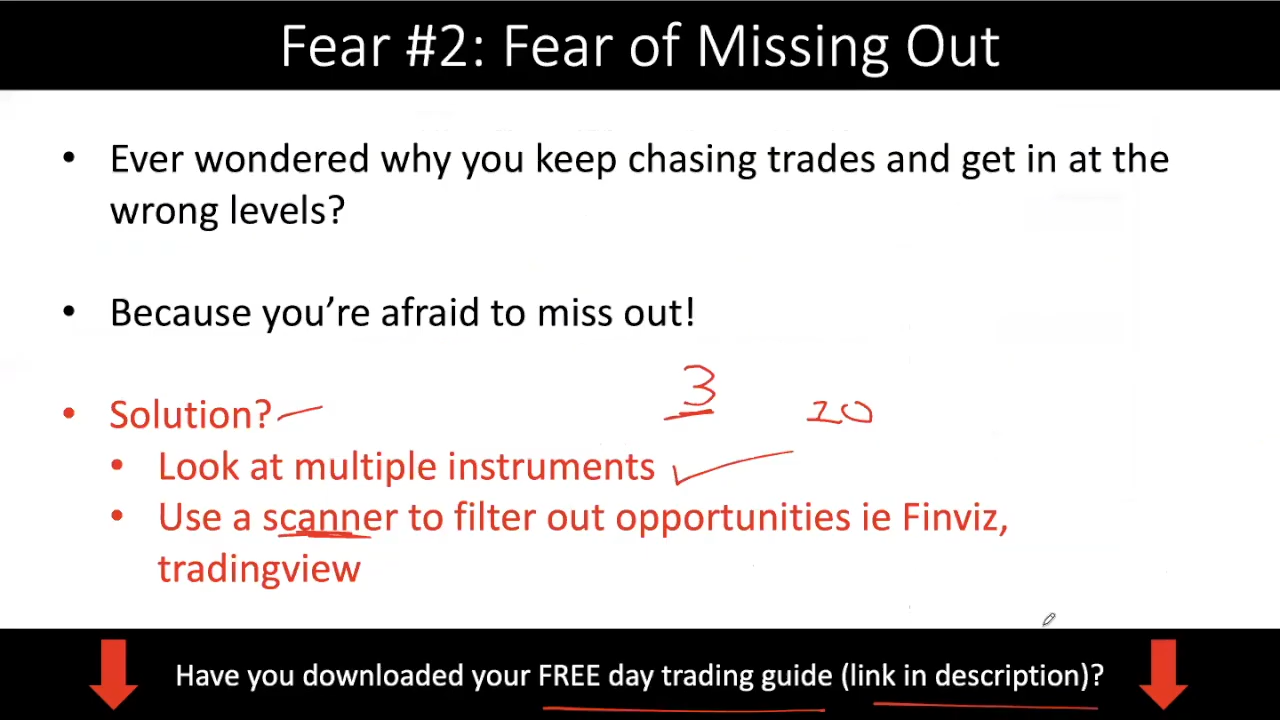 Fear #2: Fear of Missing Out
• Ever wondered why you keep chasing trades and get in at the
wrong levels?
• Because you’re afraid to miss out!
3
• Solution?
20
• Look at multiple instruments
• Use a scanner to filter out opportunities ie Finviz,
tradingview
Have you downloaded your FREE day trading guide (link in description)?